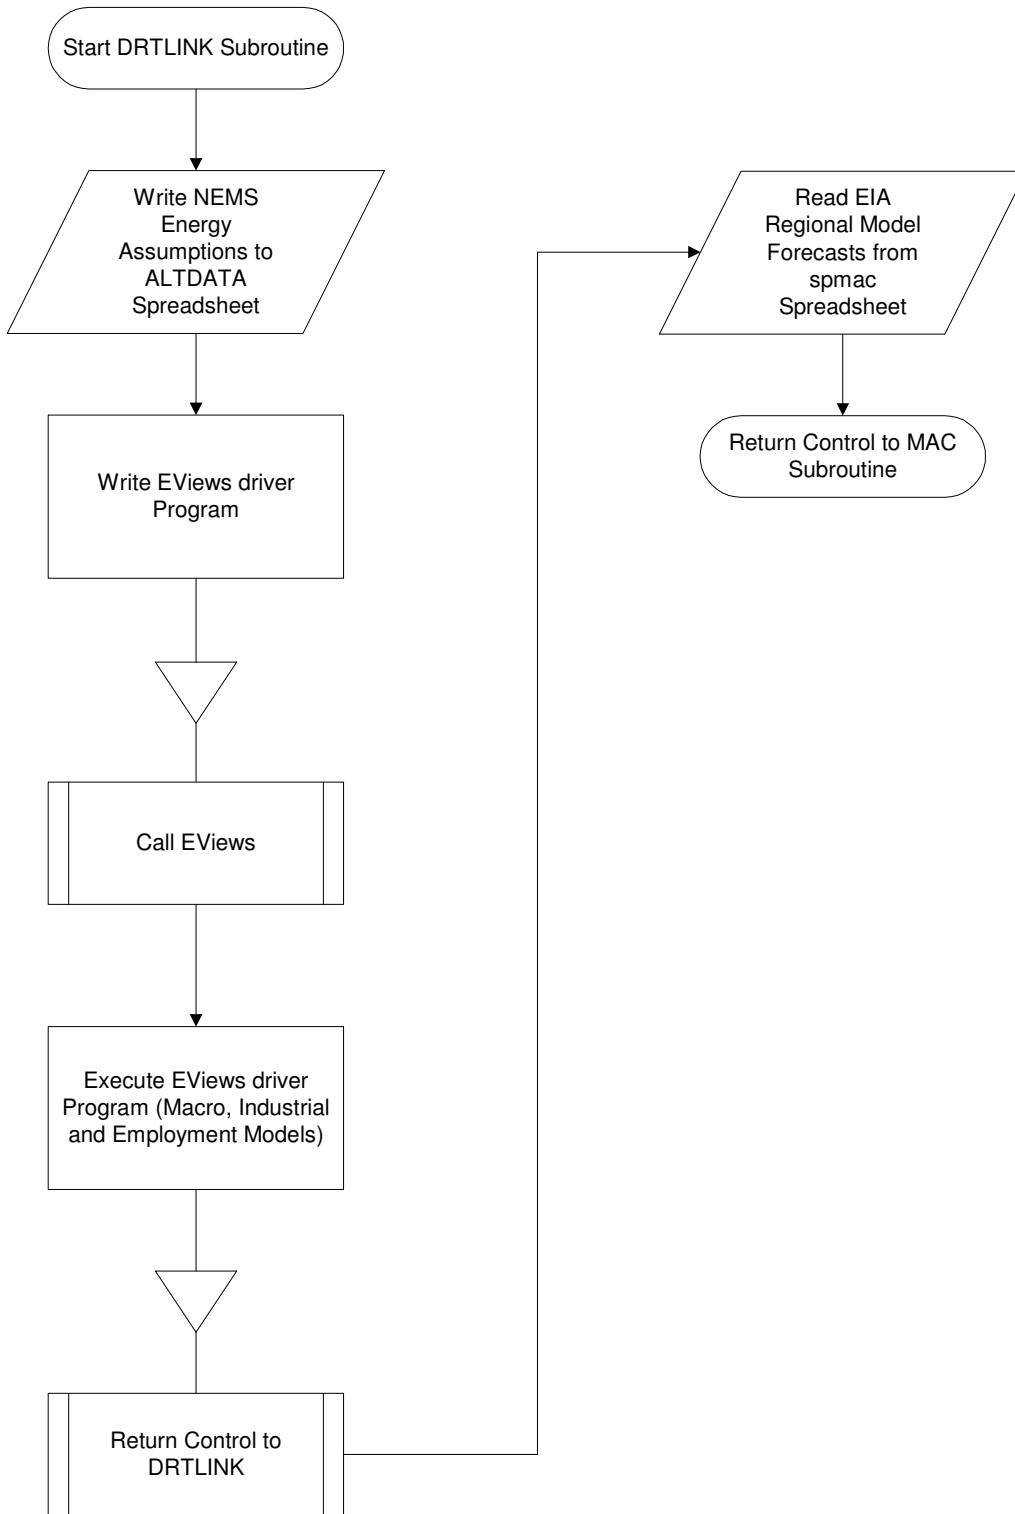 Start DRTLINK Subroutine
Write NEMS
Energy
Assumptions to
ALTDATA
Spreadsheet
Write EViews driver
Program
Call EViews
Execute EViews driver
Program (Macro, Industrial
and Employment Models)
Return Control to
DRTLINK
Read EIA
Regional Model
Forecasts from
spmac
Spreadsheet
Return Control to MAC
Subroutine